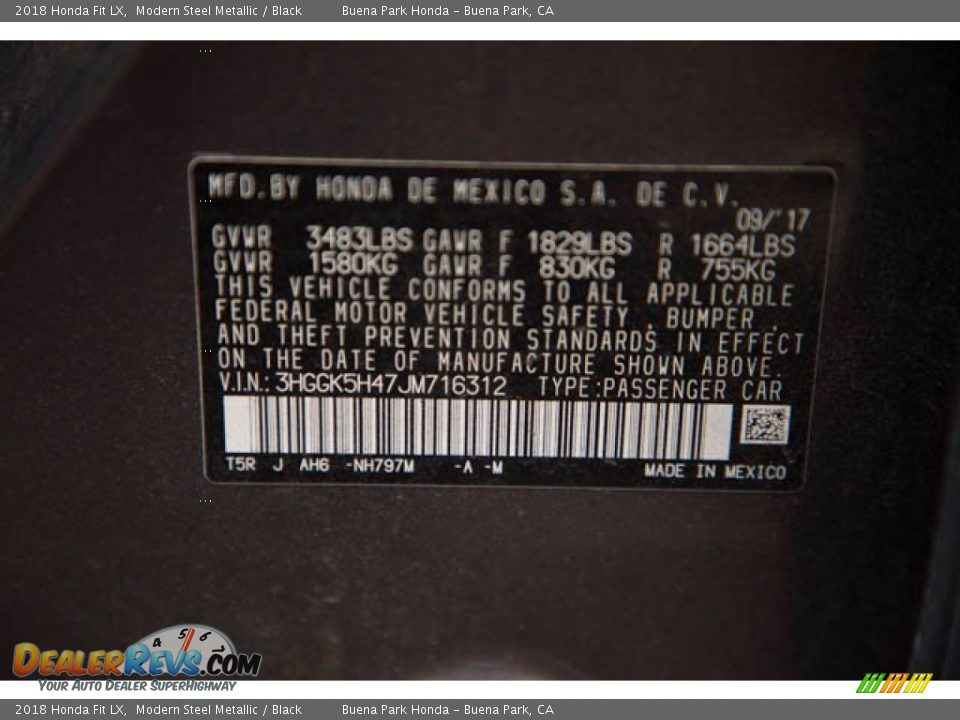 2018 Honda Fit LX,  Modern Steel Metallic / Black          Buena Park Honda - Buena Park, CA
MFD.BY HONDA DE MEXICO S.A. DE C.V.
09/'17
GVWR 3483LBS GAWR F 1829LBS R 1664LBS
GVWR 1580KG GAWR F 830KG R 755KG
THIS VEHICLE CONFORMS TO ALL APPLICABLE
FEDERAL MOTOR VEHICLE SAFETY , BUMPER ,
AND THEFT PREVENTION STANDARDS IN EFFECT
ON THE DATE OF MANUFACTURE SHOWN ABOVE.
V.I.N.: 3HGGK5H47JM716312 TYPE:PASSENGER CAR
T5R J AH6 -NH797M -A -M MADE IN MEXICO
4 5 6
DEALERREVS.COM
YOUR AUTO DEALER SUPERHIGHWAY
2018 Honda Fit LX,  Modern Steel Metallic / Black          Buena Park Honda - Buena Park, CA